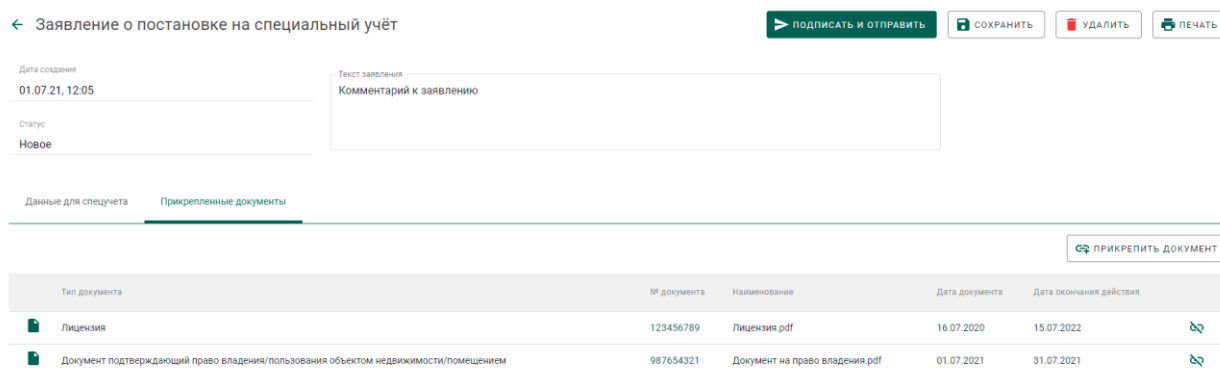 Заявление о постановке на специальный учёт
ПОДПИСАТЬ И ОТПРАВИТЬ
СОХРАНИТЬ
УДАЛИТЬ
ПЕЧАТЬ
Дата создания
01.07.21, 12:05
Текст заявления
Комментарий к заявлению
Статус
Новое
Данные для спецучета
Прикрепленные документы
ПРИКРЕПИТЬ ДОКУМЕНТ
Тип документа № документа Наименование Дата документа Дата окончания действия
Лицензия 123456789 Лицензия.pdf 16.07.2020 15.07.2022
Документ подтверждающий право владения/пользования объектом недвижимости/помещением 987654321 Документ на право владения.pdf 01.07.2021 31.07.2021